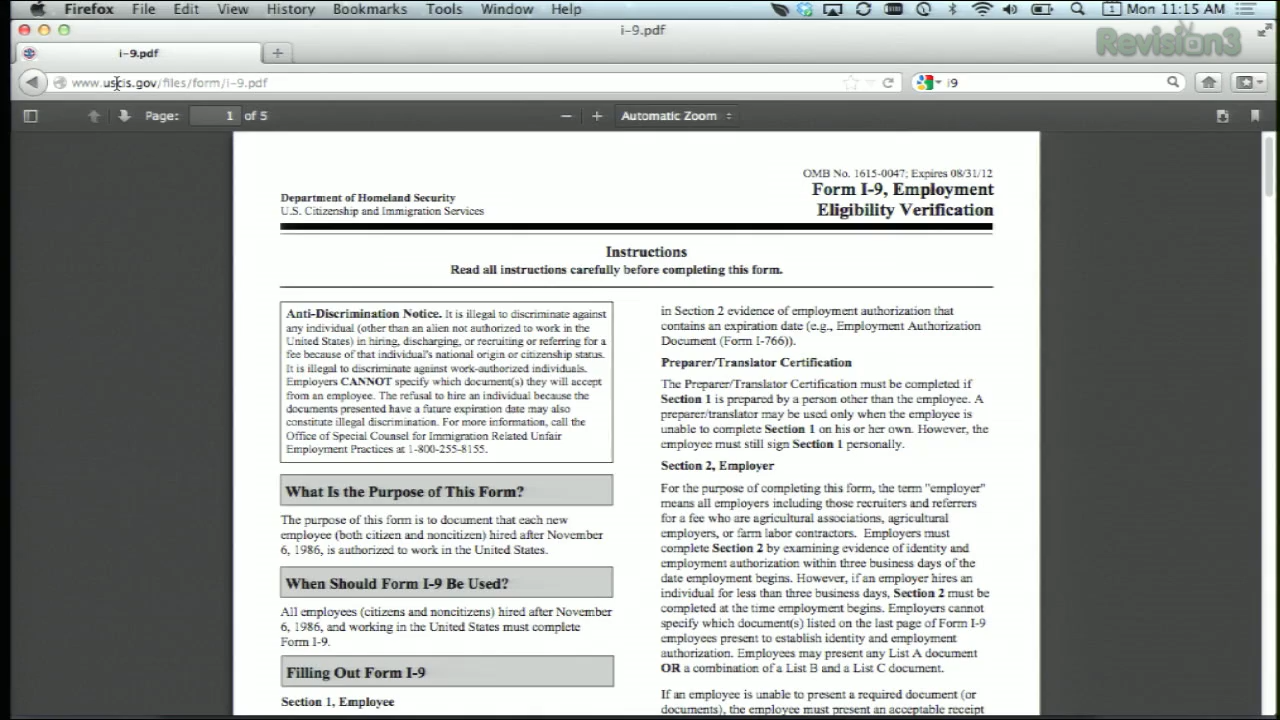 Firefox File Edit View History Bookmarks Tools Window Help
1 Mon 11:15 AM
i-9.pdf
Revision3
i-9.pdf
www.uscis.gov/files/form/i-9.pdf
i9
Page: 1 of 5
Automatic Zoom
OMB No. 1615-0047; Expires 08/31/12
Department of Homeland Security
U.S. Citizenship and Immigration Services
Form I-9, Employment
Eligibility Verification
Instructions
Read all instructions carefully before completing this form.
Anti-Discrimination Notice. It is illegal to discriminate against
any individual (other than an alien not authorized to work in the
United States) in hiring, discharging, or recruiting or referring for a
fee because of that individual's national origin or citizenship status.
It is illegal to discriminate against work-authorized individuals.
Employers CANNOT specify which document(s) they will accept
from an employee. The refusal to hire an individual because the
documents presented have a future expiration date may also
constitute illegal discrimination. For more information, call the
Office of Special Counsel for Immigration Related Unfair
Employment Practices at 1-800-255-8155.
What Is the Purpose of This Form?
The purpose of this form is to document that each new
employee (both citizen and noncitizen) hired after November
6, 1986, is authorized to work in the United States.
When Should Form I-9 Be Used?
All employees (citizens and noncitizens) hired after November
6, 1986, and working in the United States must complete
Form I-9.
Filling Out Form I-9
Section 1, Employee
in Section 2 evidence of employment authorization that
contains an expiration date (e.g., Employment Authorization
Document (Form I-766)).
Preparer/Translator Certification
The Preparer/Translator Certification must be completed if
Section 1 is prepared by a person other than the employee. A
preparer/translator may be used only when the employee is
unable to complete Section 1 on his or her own. However, the
employee must still sign Section 1 personally.
Section 2, Employer
For the purpose of completing this form, the term "employer"
means all employers including those recruiters and referrers
for a fee who are agricultural associations, agricultural
employers, or farm labor contractors. Employers must
complete Section 2 by examining evidence of identity and
employment authorization within three business days of the
date employment begins. However, if an employer hires an
individual for less than three business days, Section 2 must be
completed at the time employment begins. Employers cannot
specify which document(s) listed on the last page of Form I-9
employees present to establish identity and employment
authorization. Employees may present any List A document
OR a combination of a List B and a List C document.
If an employee is unable to present a required document (or
documents), the employee must present an acceptable receipt